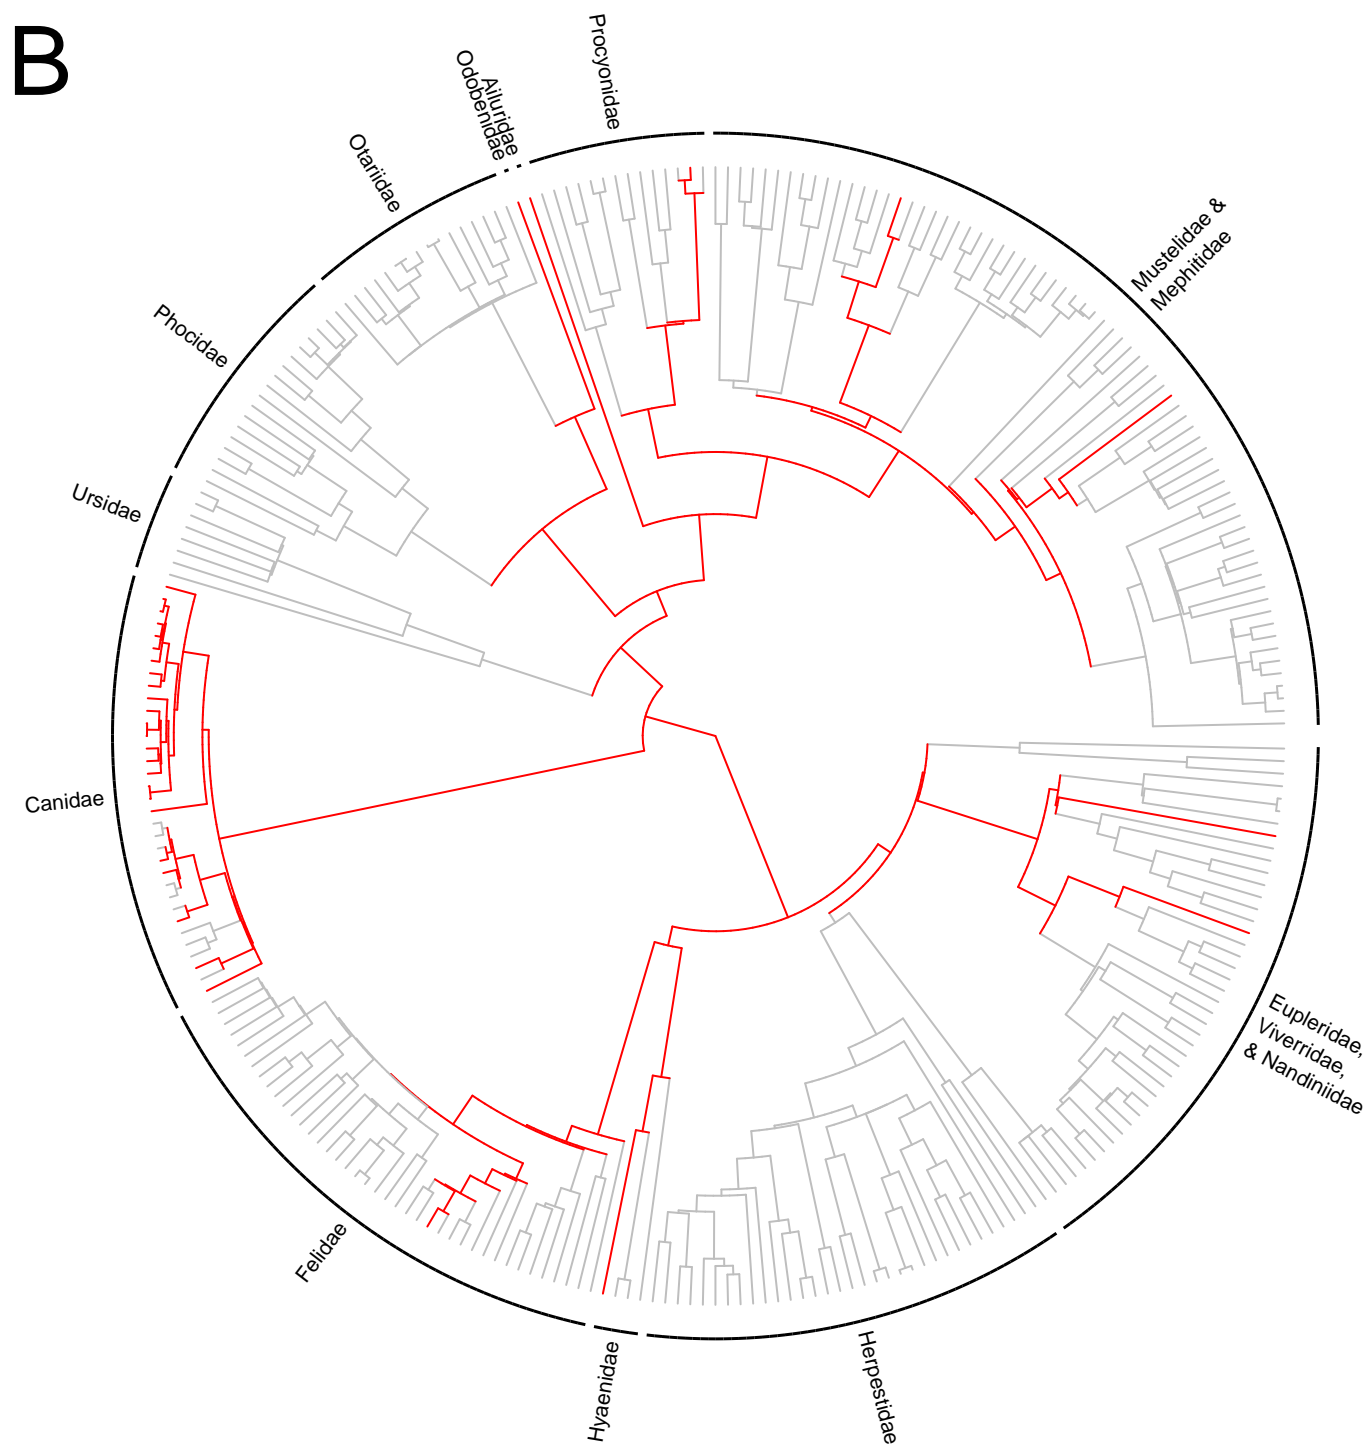 B
Procyonidae
Ailuridae
Odobenidae
Otariidae
Phocidae
Ursidae
Canidae
Felidae
Hyaenidae
Herpestidae
Eupleridae,
Viverridae,
& Nandiniidae
Mustelidae &
Mephitidae